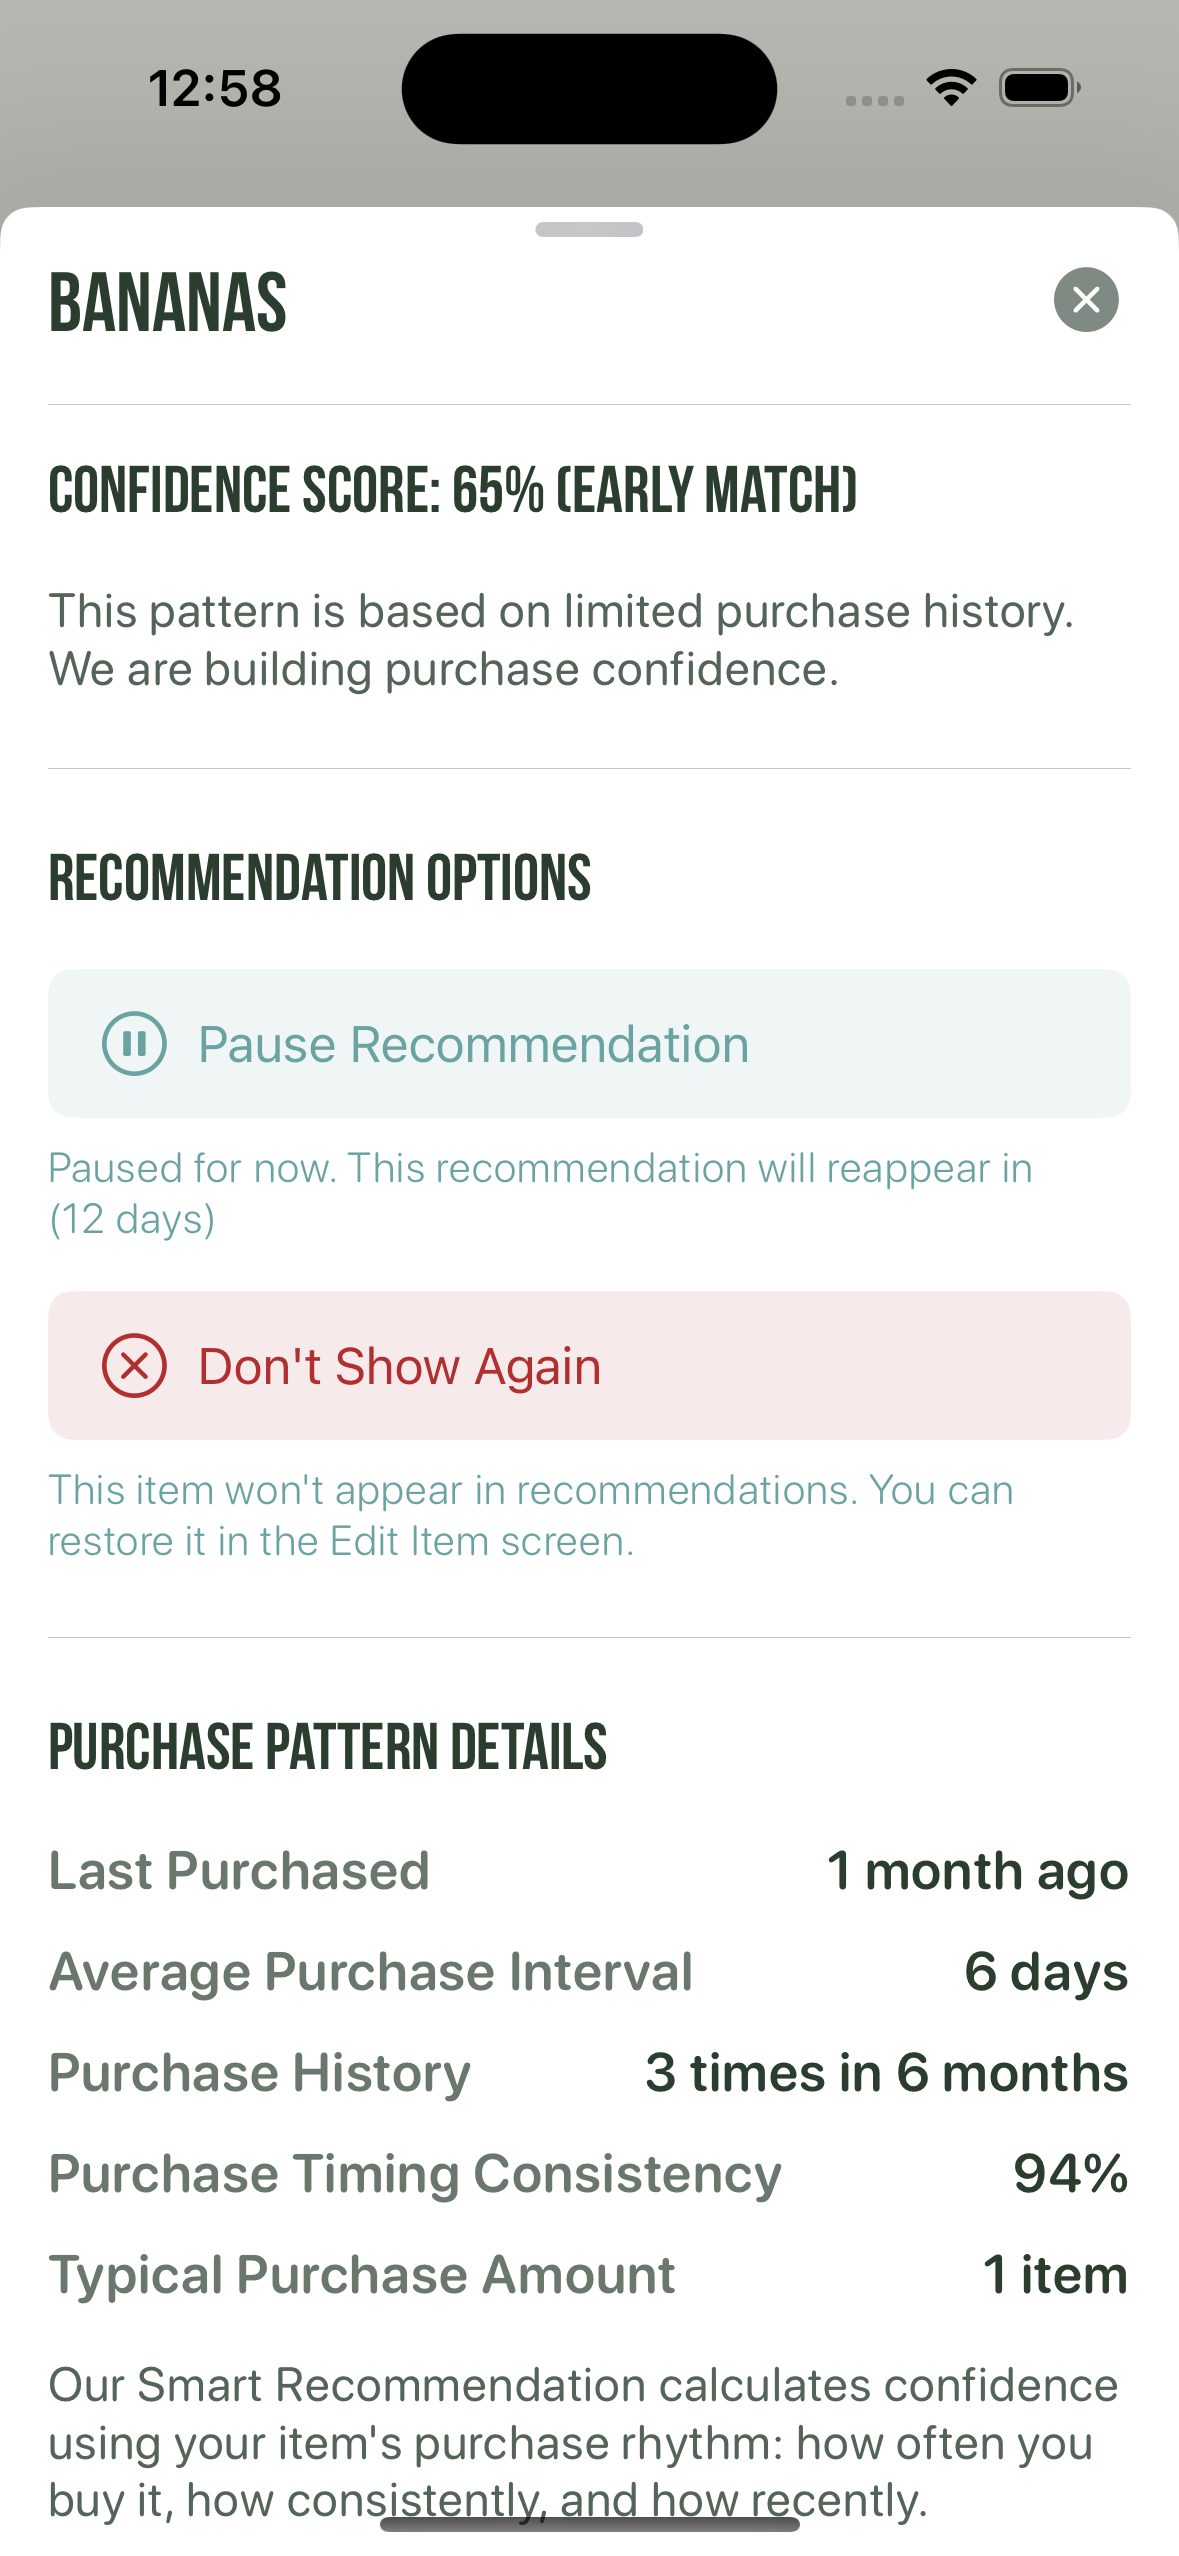 12:58
BANANAS
CONFIDENCE SCORE: 65% (EARLY MATCH)
This pattern is based on limited purchase history.
We are building purchase confidence.
RECOMMENDATION OPTIONS
Pause Recommendation
Paused for now. This recommendation will reappear in
(12 days)
Don't Show Again
This item won't appear in recommendations. You can
restore it in the Edit Item screen.
PURCHASE PATTERN DETAILS
Last Purchased 1 month ago
Average Purchase Interval 6 days
Purchase History 3 times in 6 months
Purchase Timing Consistency 94%
Typical Purchase Amount 1 item
Our Smart Recommendation calculates confidence
using your item's purchase rhythm: how often you
buy it, how consistently, and how recently.